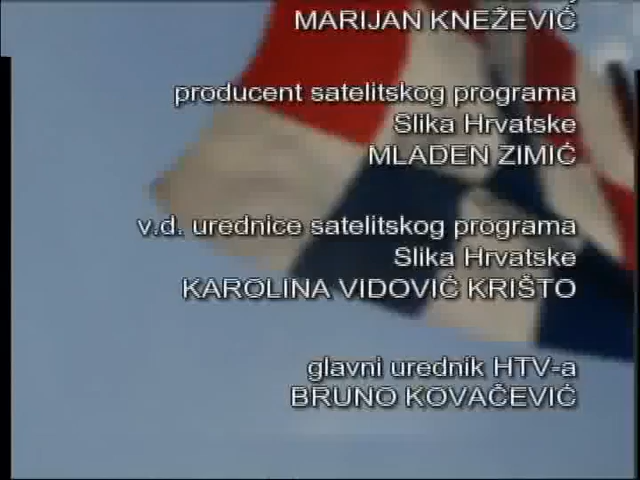 MARIJAN KNEŽEVIĆ
producent satelitskog programa
Slika Hrvatske
MLADEN ZIMIĆ
v.d. urednice satelitskog programa
Slika Hrvatske
KAROLINA VIDOVIĆ KRIŠTO
glavni urednik HTV-a
BRUNO KOVAČEVIĆ